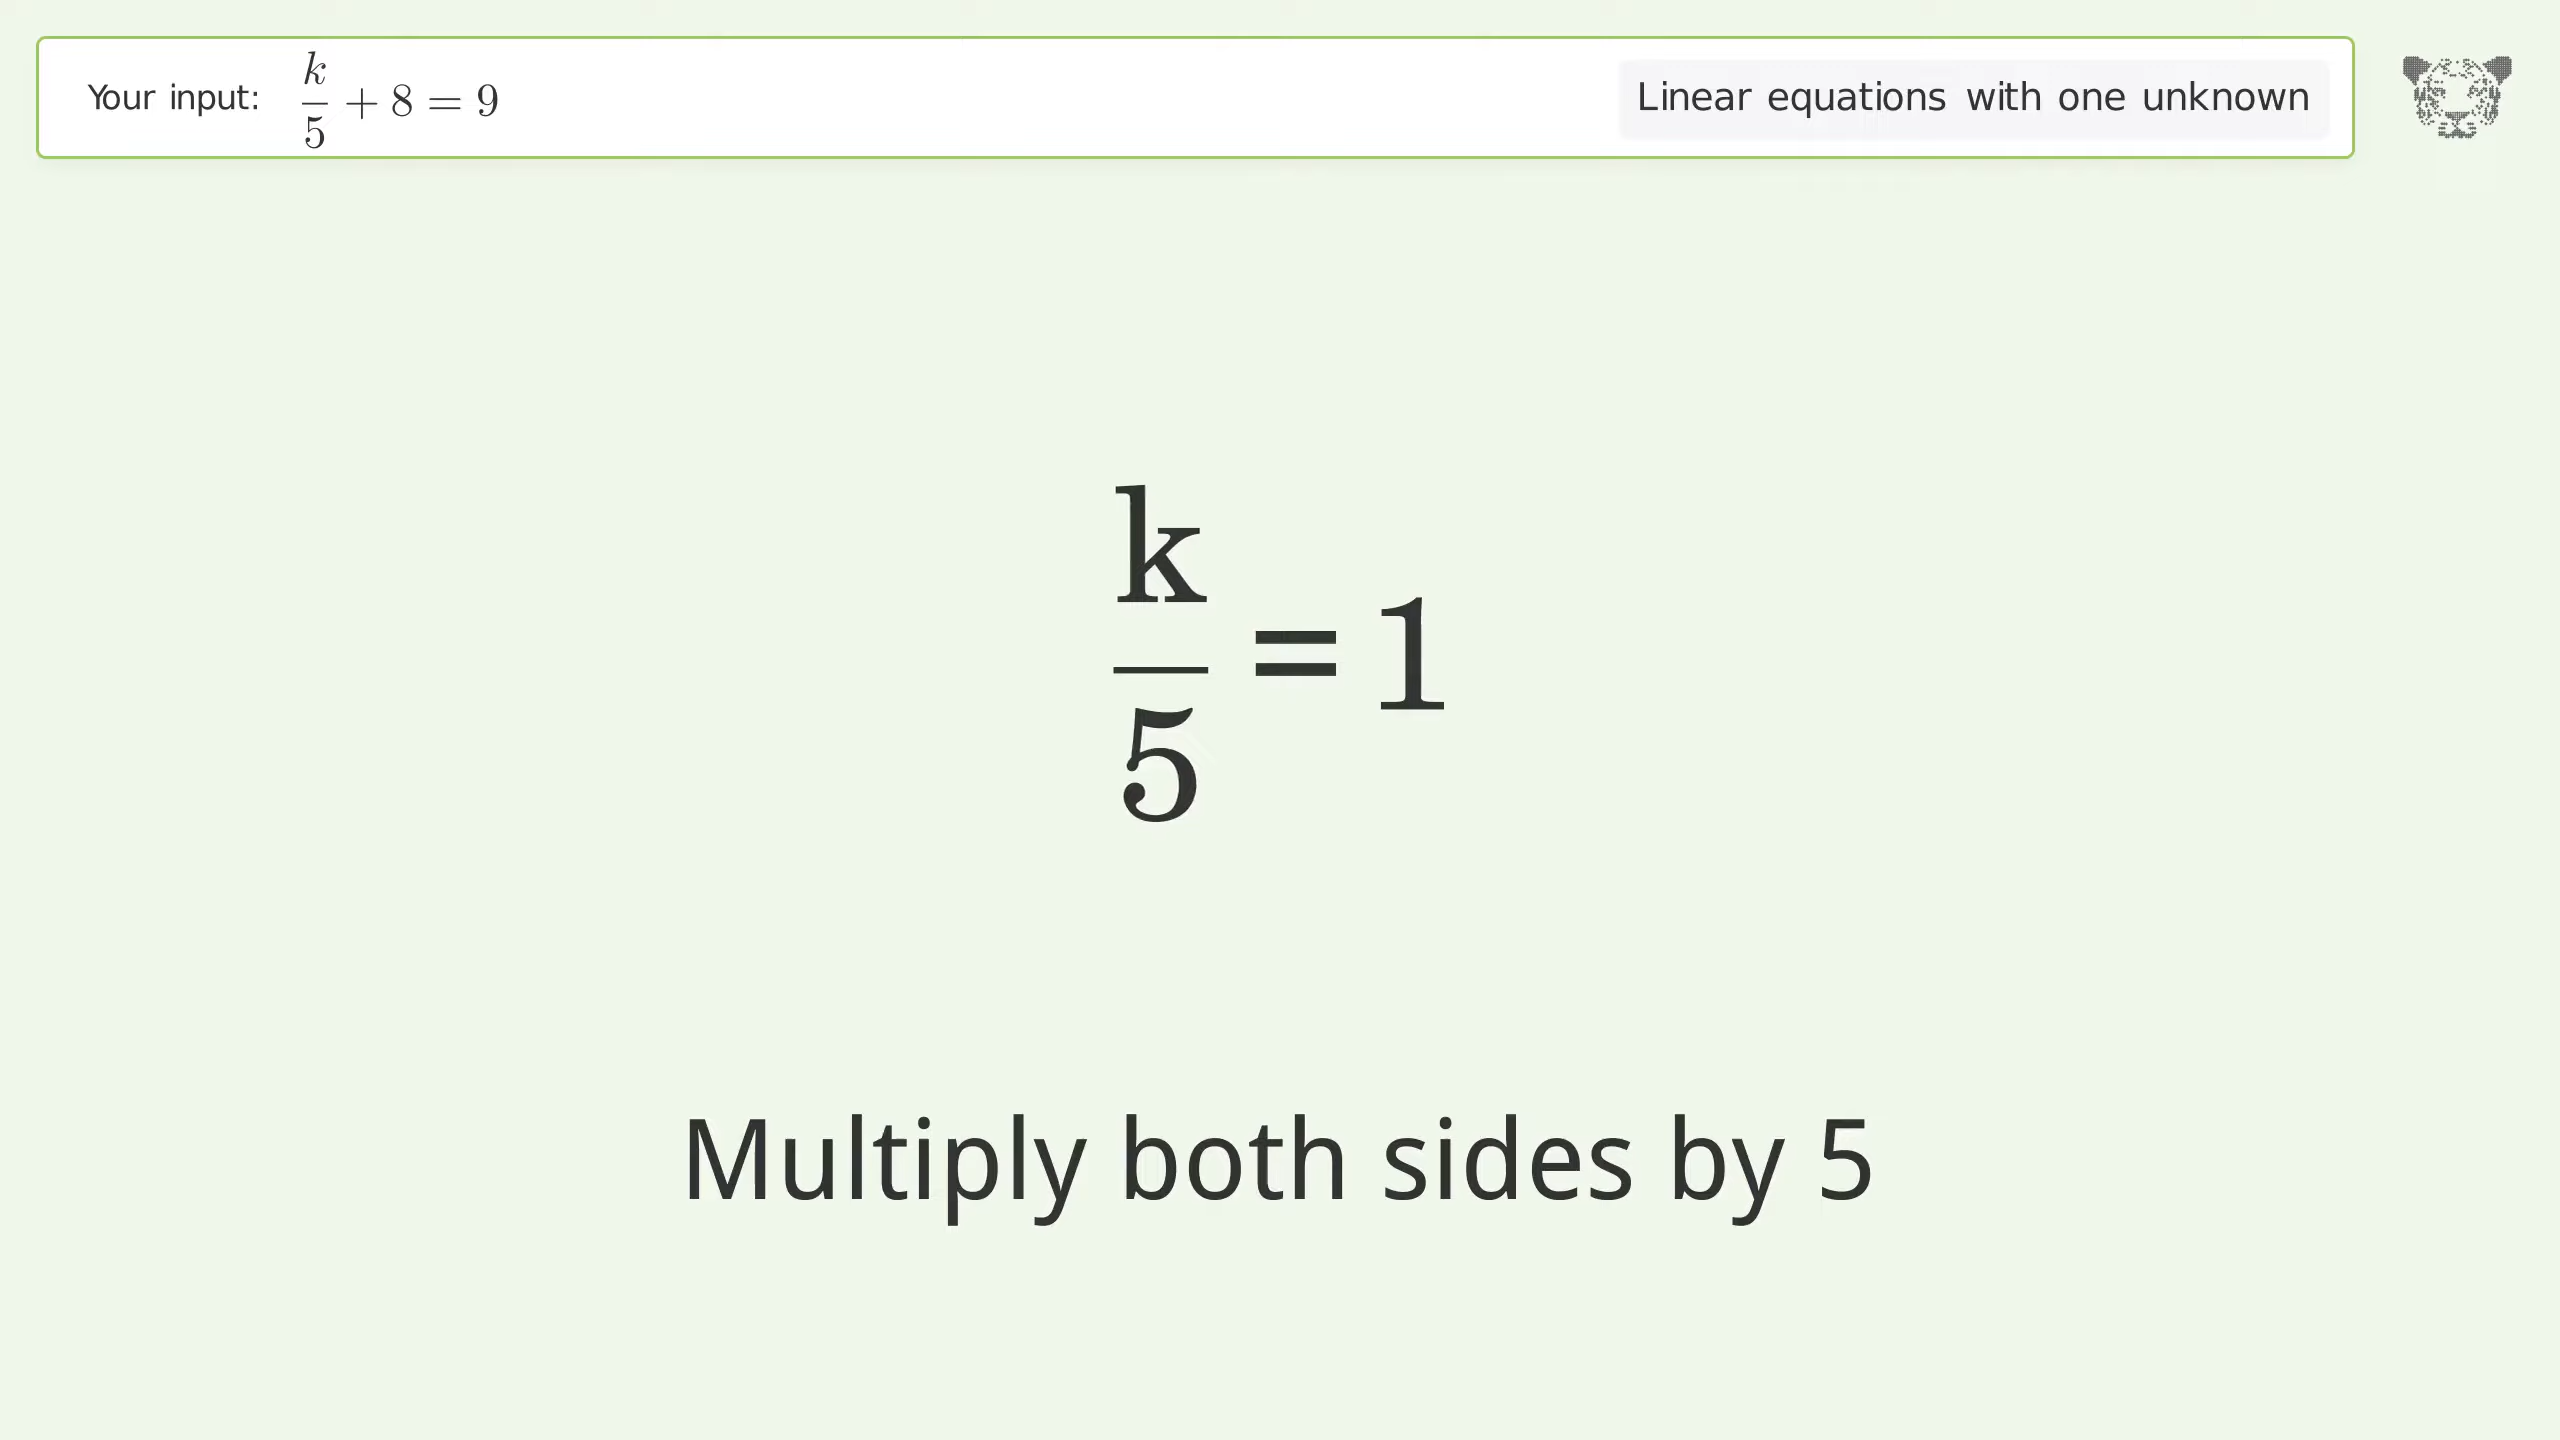 Your input: k/5 + 8 = 9
Linear equations with one unknown
k/5 = 1
Multiply both sides by 5